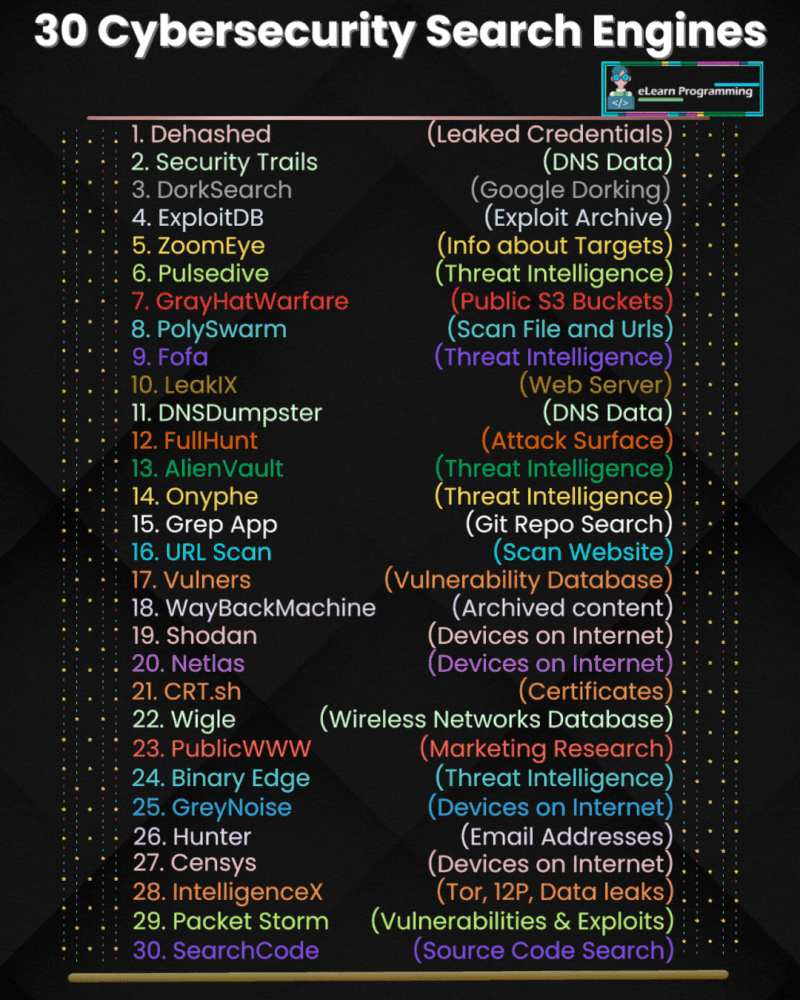 30 Cybersecurity Search Engines
</> eLearn Programming
1. Dehashed (Leaked Credentials)
2. Security Trails (DNS Data)
3. DorkSearch (Google Dorking)
4. ExploitDB (Exploit Archive)
5. ZoomEye (Info about Targets)
6. Pulsedive (Threat Intelligence)
7. GrayHatWarfare (Public S3 Buckets)
8. PolySwarm (Scan File and Urls)
9. Fofa (Threat Intelligence)
10. LeakIX (Web Server)
11. DNSDumpster (DNS Data)
12. FullHunt (Attack Surface)
13. AlienVault (Threat Intelligence)
14. Onyphe (Threat Intelligence)
15. Grep App (Git Repo Search)
16. URL Scan (Scan Website)
17. Vulners (Vulnerability Database)
18. WayBackMachine (Archived content)
19. Shodan (Devices on Internet)
20. Netlas (Devices on Internet)
21. CRT.sh (Certificates)
22. Wigle (Wireless Networks Database)
23. PublicWWW (Marketing Research)
24. Binary Edge (Threat Intelligence)
25. GreyNoise (Devices on Internet)
26. Hunter (Email Addresses)
27. Censys (Devices on Internet)
28. IntelligenceX (Tor, 12P, Data leaks)
29. Packet Storm (Vulnerabilities & Exploits)
30. SearchCode (Source Code Search)